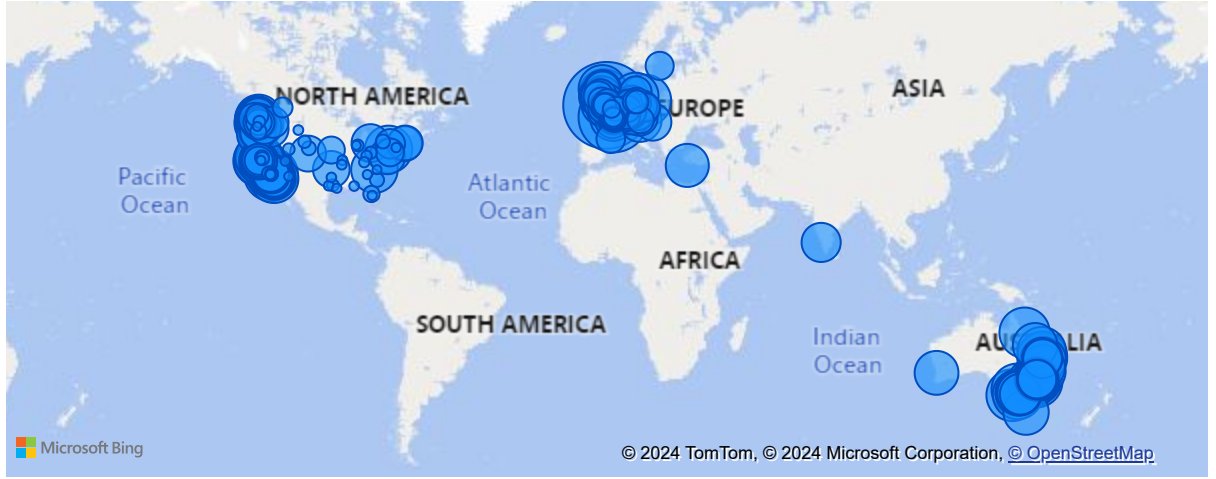 NORTH AMERICA
ASIA
EUROPE
Pacific
Ocean
Atlantic
Ocean
AFRICA
SOUTH AMERICA
Indian
Ocean
Microsoft Bing
© 2024 TomTom, © 2024 Microsoft Corporation, © OpenStreetMap